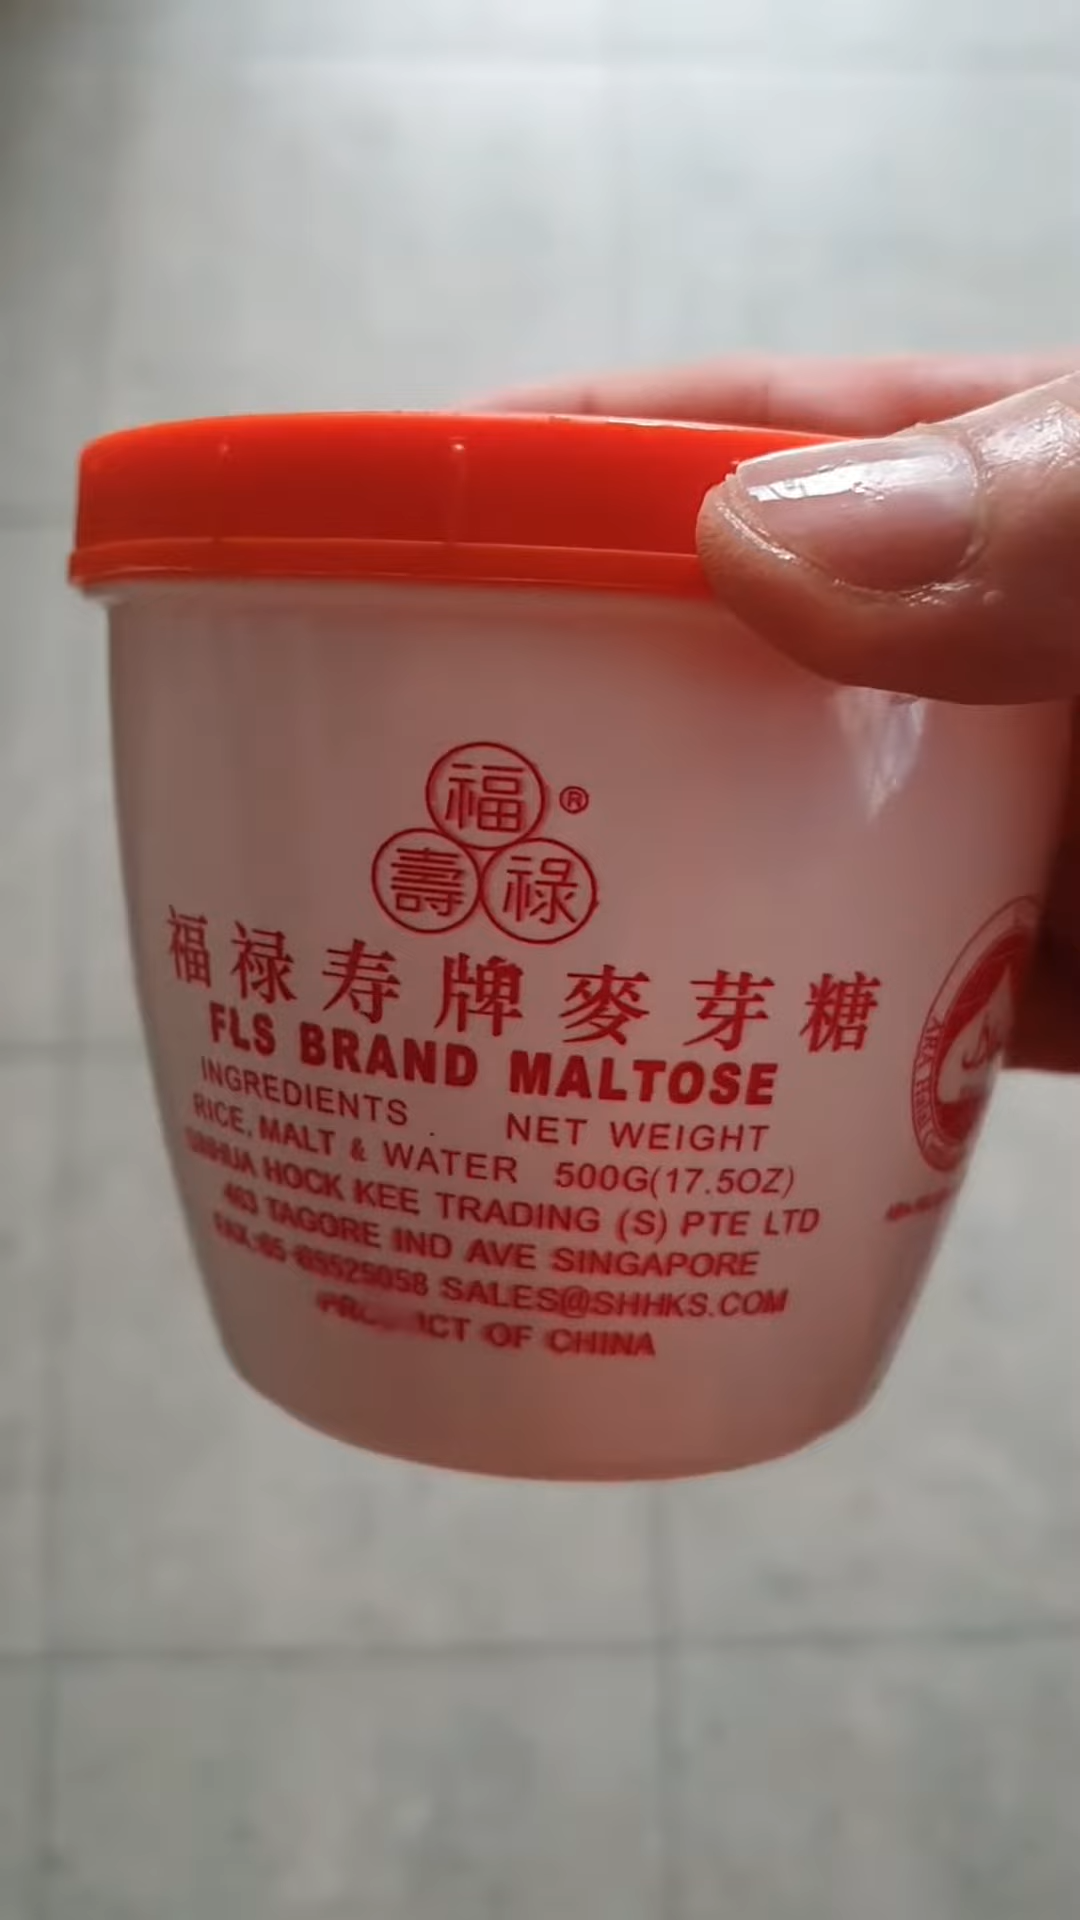 福
®
壽 祿
福禄寿牌麥芽糖
FLS BRAND MALTOSE
INGREDIENTS NET WEIGHT
RICE, MALT & WATER 500G(17.5OZ)
HOCK KEE TRADING (S) PTE LTD
TAGORE IND AVE SINGAPORE
SALES@SHHKS.COM
OF CHINA